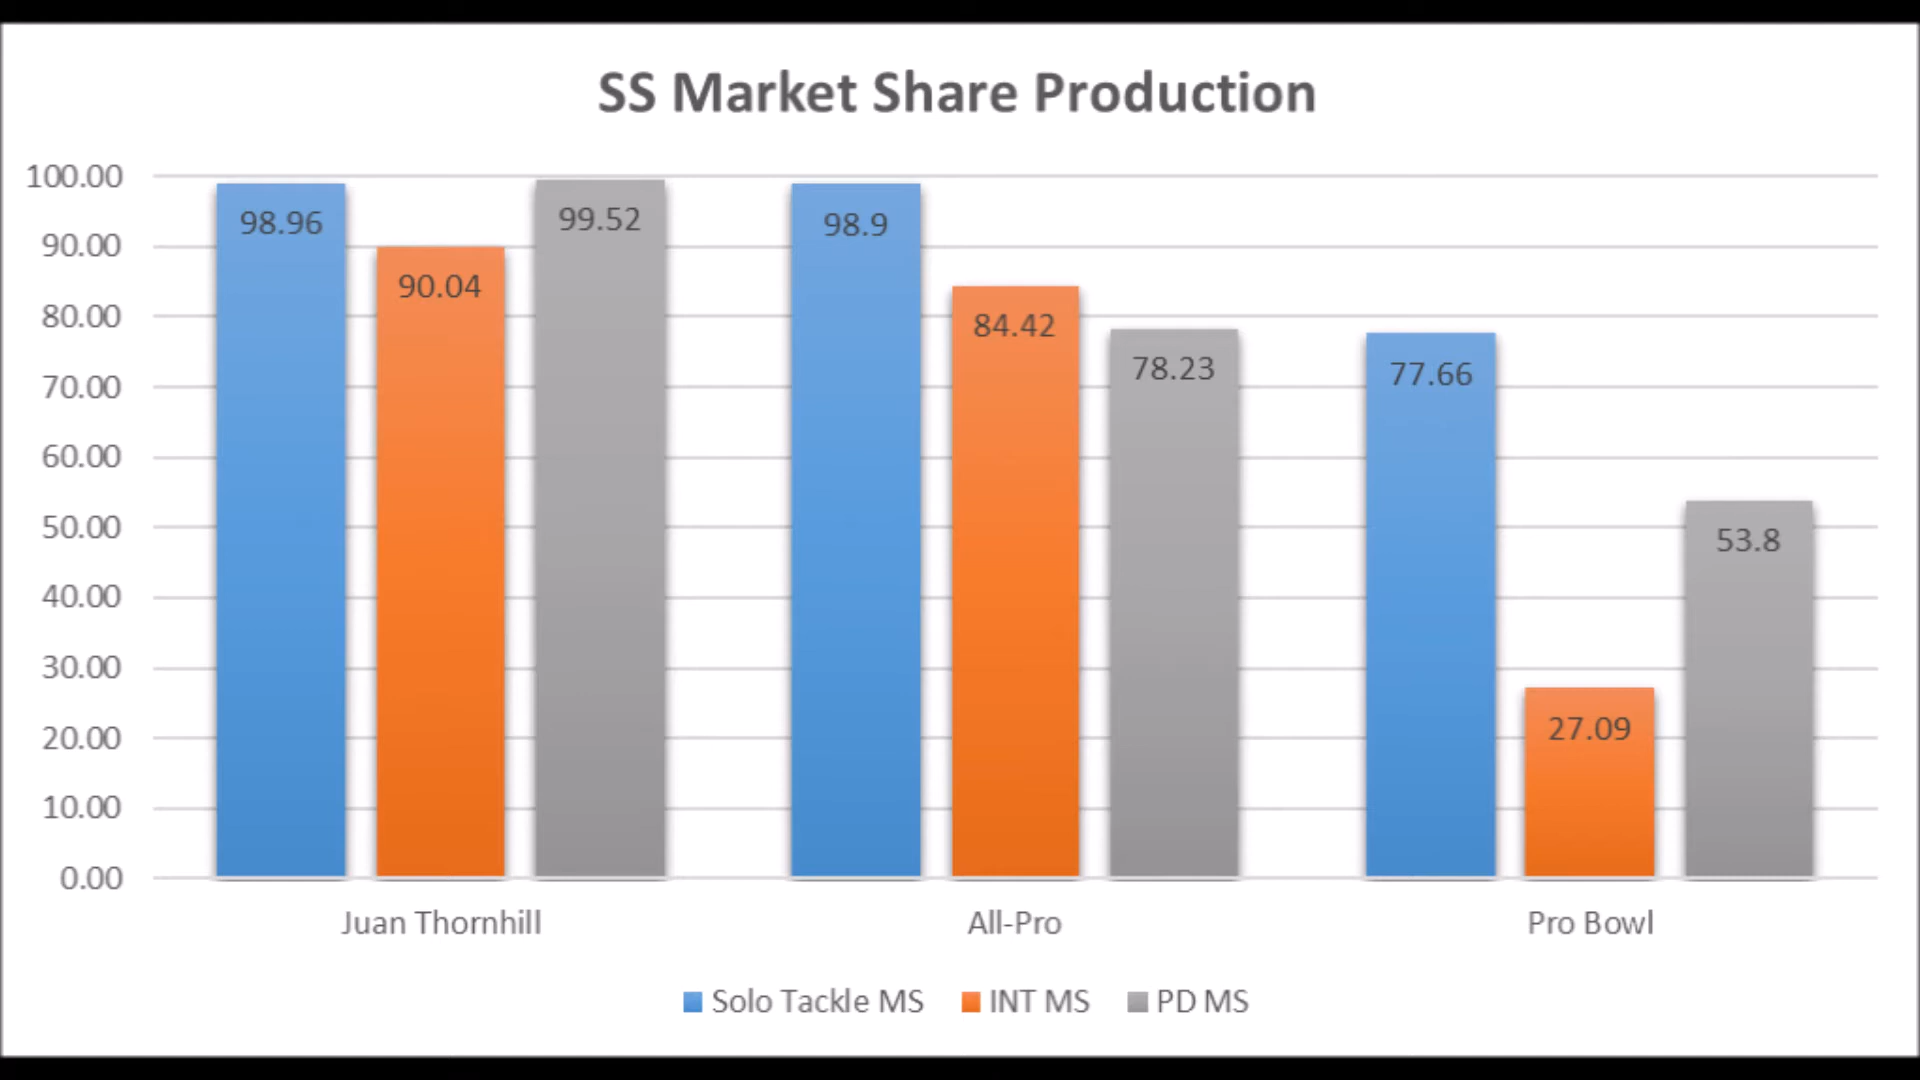 SS Market Share Production
100.00
90.00
80.00
70.00
60.00
50.00
40.00
30.00
20.00
10.00
0.00
98.96
90.04
99.52
98.9
84.42
78.23
77.66
27.09
53.8
Juan Thornhill
All-Pro
Pro Bowl
Solo Tackle MS
INT MS
PD MS